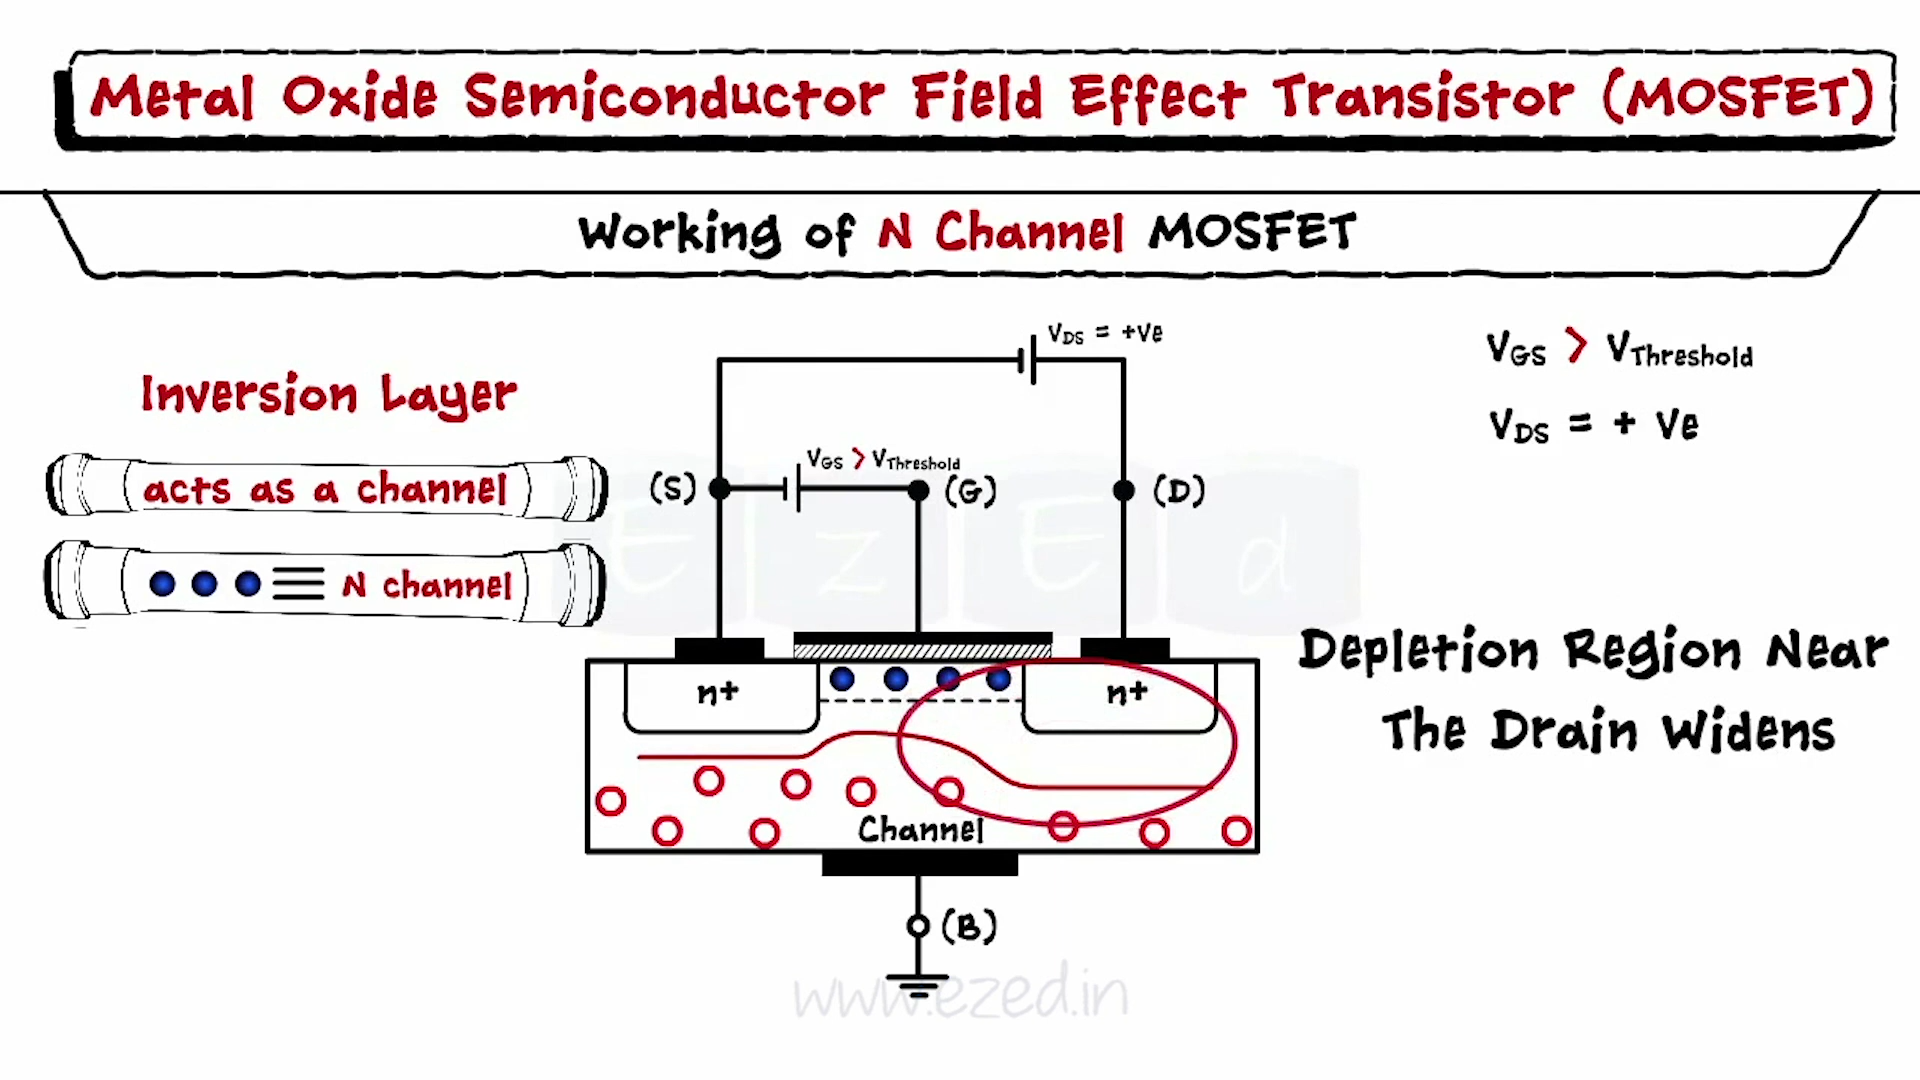 Metal Oxide Semiconductor Field Effect Transistor (MOSFET)
Working of N Channel MOSFET
VDS = +Ve
VGS > VThreshold
VDS = + Ve
Inversion Layer
acts as a channel
N channel
VGS > VThreshold
(S)
(G)
(D)
E z E d
n+
n+
Depletion Region Near
The Drain Widens
Channel
(B)
www.ezed.in